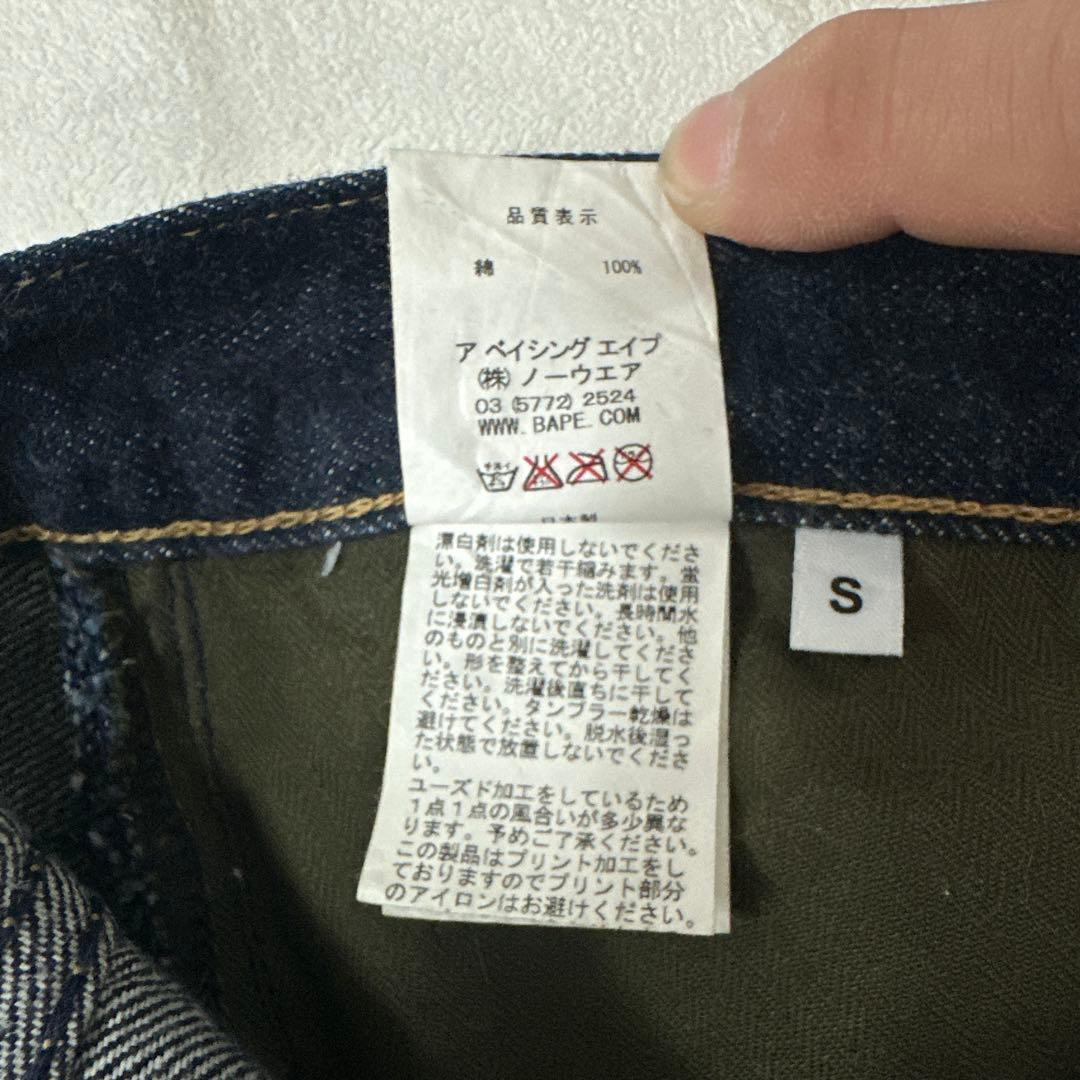 品質表示
綿 100%
ア ベイシング エイプ
(株) ノーウエア
03 (5772) 2524
WWW. BAPE. COM
日本製
漂白剤は使用しないでくださ
い。洗濯で若干縮みます。蛍
光増白剤が入った洗剤は使用
しないでください。長時間水
に浸漬しないでください。他
のものと別に洗濯してくださ
い。形を整えてから干してく
ださい。洗濯後直ちに干して
ください。タンブラー乾燥は
避けてください。脱水後湿っ
た状態で放置しないでくださ
い。
ユーズド加工をしているため
1点1点の風合いが多少異な
ります。予めご了承ください。
この製品はプリント加工をし
ておりますのでプリント部分
のアイロンはお避けください。
S